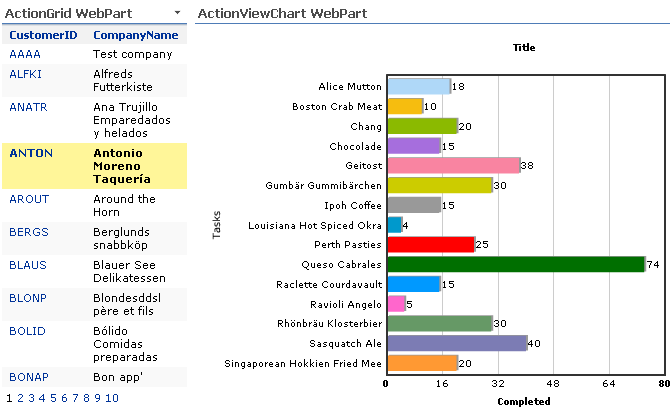 ActionGrid WebPart
CustomerID CompanyName
AAAA Test company
ALFKI Alfreds
Futterkiste
ANATR Ana Trujillo
Emparedados
y helados
ANTON Antonio
Moreno
Taquería
AROUT Around the
Horn
BERGS Berglunds
snabbköp
BLAUS Blauer See
Delikatessen
BLONP Blondesddsl
père et fils
BOLID Bólido
Comidas
preparadas
BONAP Bon app'
1 2 3 4 5 6 7 8 9 10
ActionViewChart WebPart
Title
Tasks
Alice Mutton 18
Boston Crab Meat 10
Chang 20
Chocolade 15
Geitost 38
Gumbär Gummibärchen 30
Ipoh Coffee 15
Louisiana Hot Spiced Okra 4
Perth Pasties 25
Queso Cabrales 74
Raclette Courdavault 15
Ravioli Angelo 5
Rhönbräu Klosterbier 30
Sasquatch Ale 40
Singaporean Hokkien Fried Mee 20
0 16 32 48 64 80
Completed